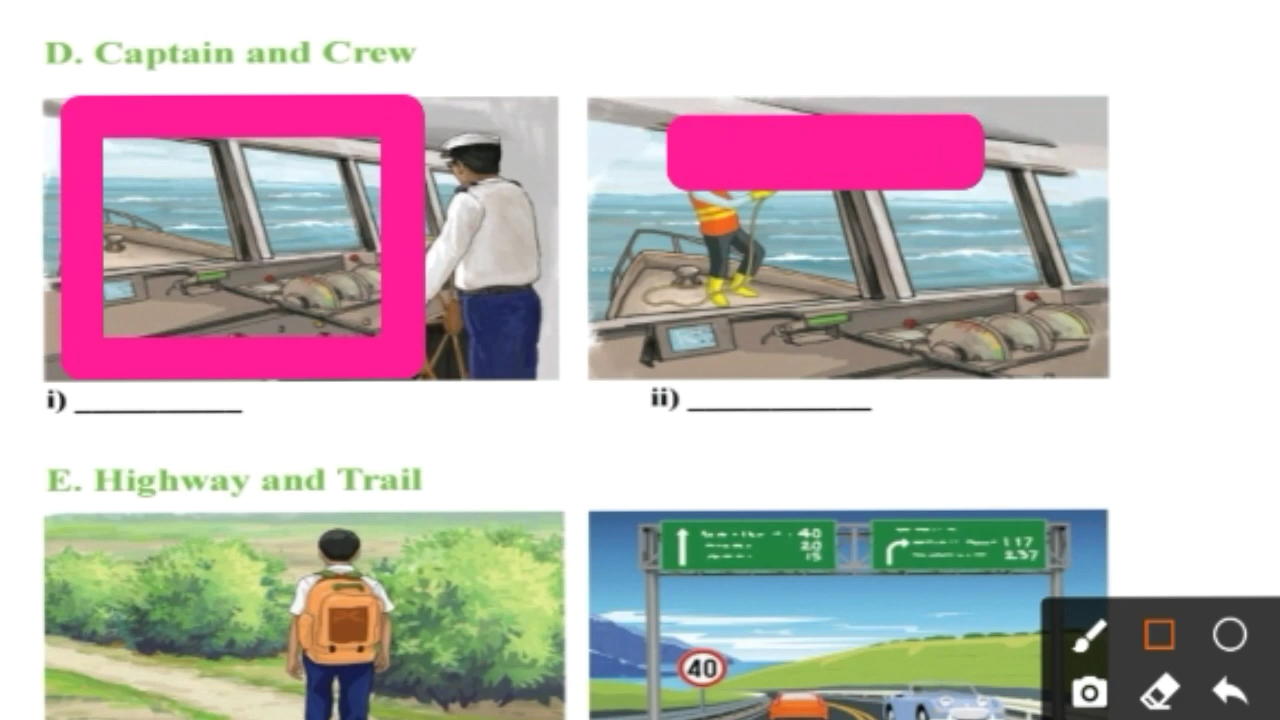 D. Captain and Crew
i) ___________
ii) ____________
E. Highway and Trail
40
20
15
117
237
40